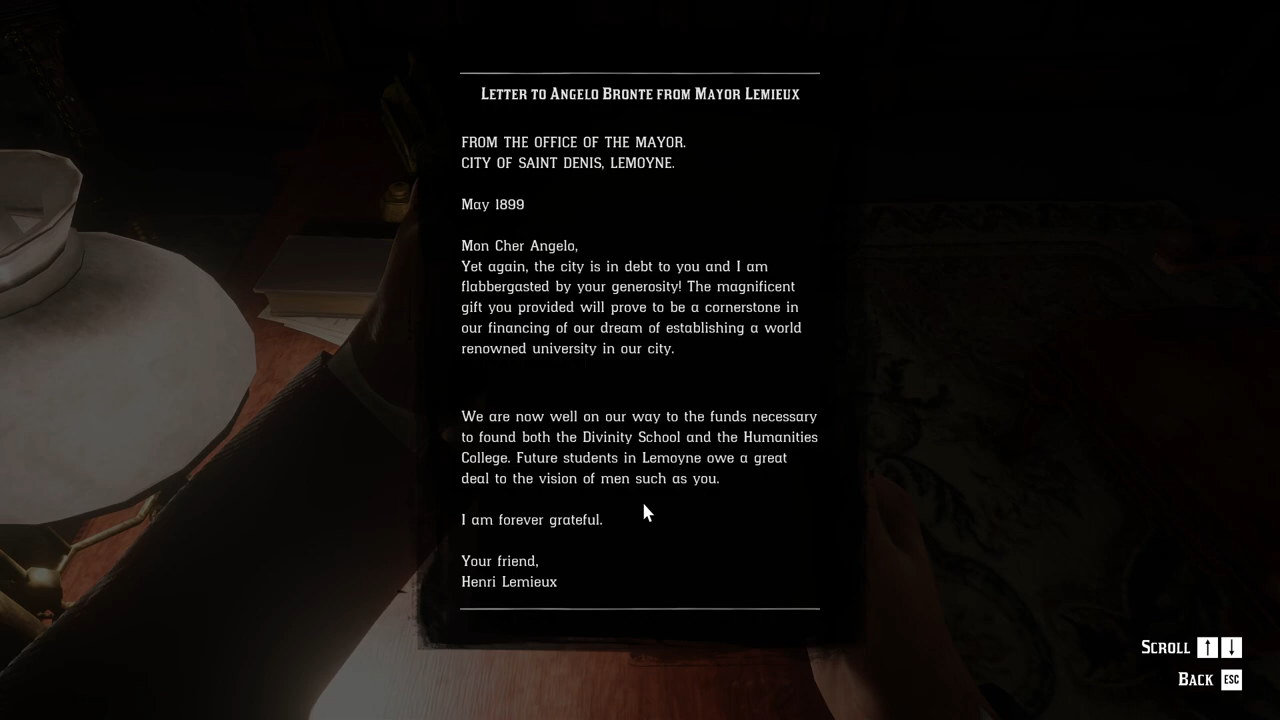 Letter to Angelo Bronte from Mayor Lemieux
FROM THE OFFICE OF THE MAYOR.
CITY OF SAINT DENIS, LEMOYNE.
May 1899
Mon Cher Angelo,
Yet again, the city is in debt to you and I am
flabbergasted by your generosity! The magnificent
gift you provided will prove to be a cornerstone in
our financing of our dream of establishing a world
renowned university in our city.
We are now well on our way to the funds necessary
to found both the Divinity School and the Humanities
College. Future students in Lemoyne owe a great
deal to the vision of men such as you.
I am forever grateful.
Your friend,
Henri Lemieux
Scroll ↑ ↓
Back ESC